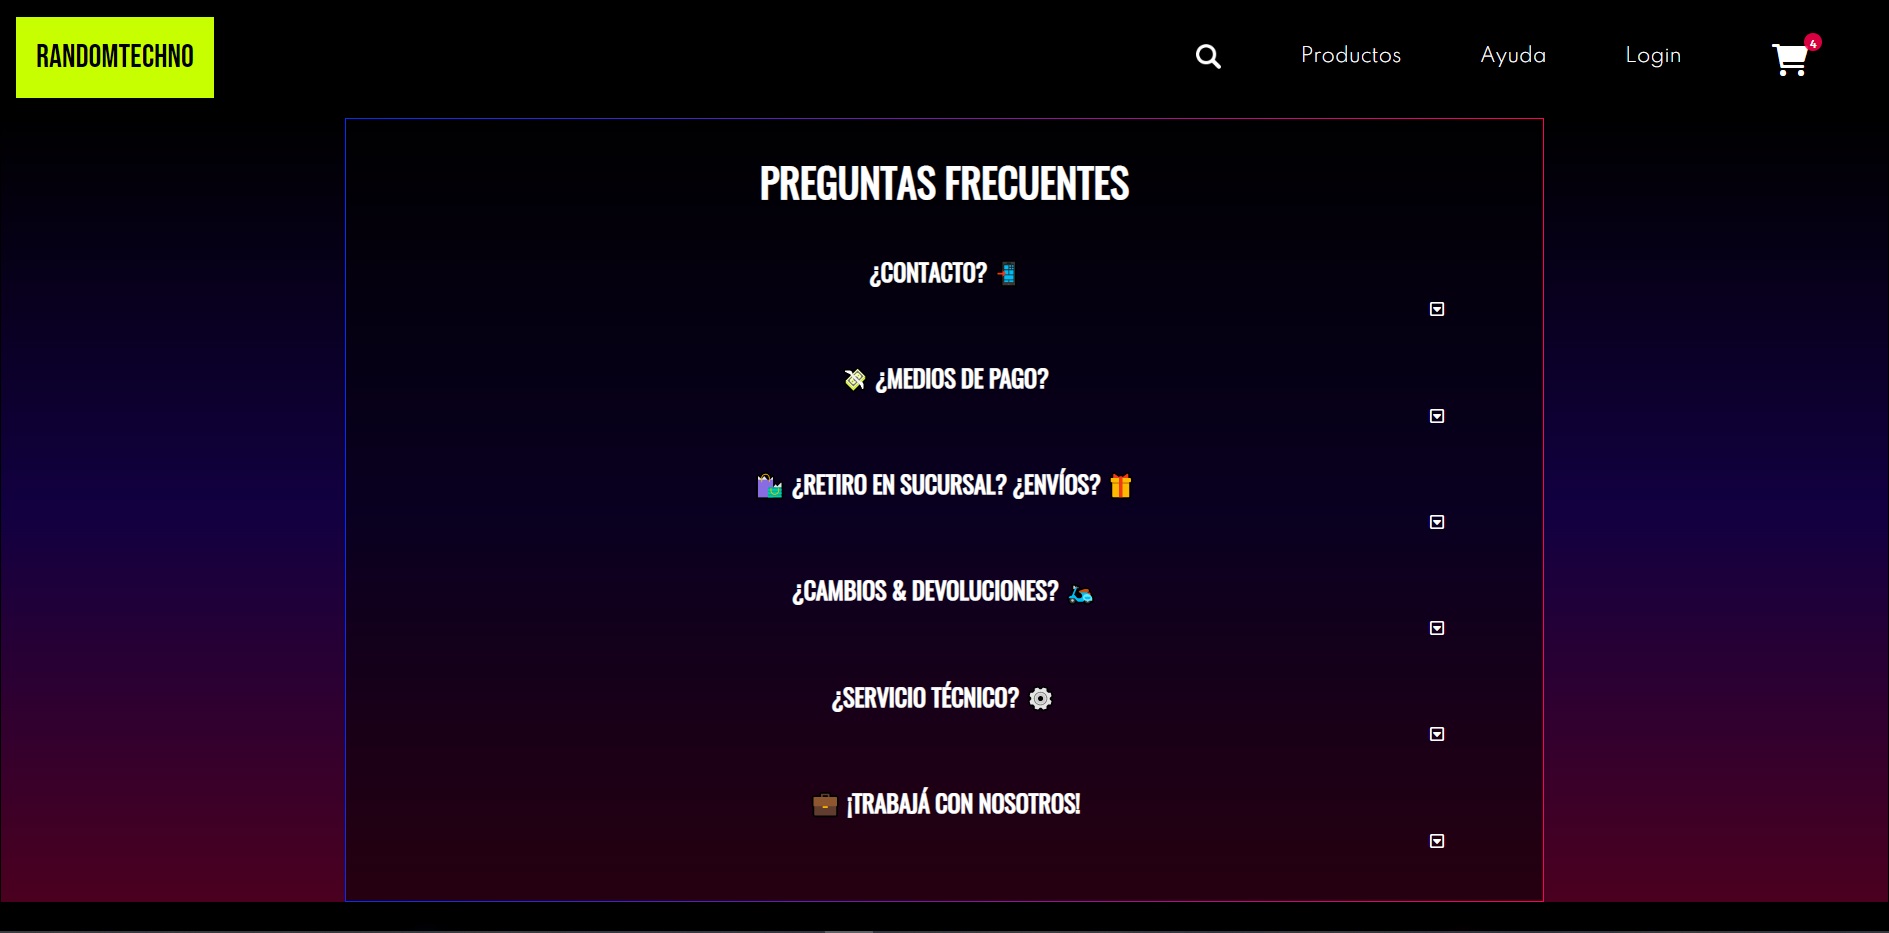 RANDOMTECHNO
Productos
Ayuda
Login
4
PREGUNTAS FRECUENTES
¿CONTACTO? 📲
💸 ¿MEDIOS DE PAGO?
🛍️ ¿RETIRO EN SUCURSAL? ¿ENVÍOS? 🎁
¿CAMBIOS & DEVOLUCIONES? 🛵
¿SERVICIO TÉCNICO? ⚙️
💼 ¡TRABAJÁ CON NOSOTROS!